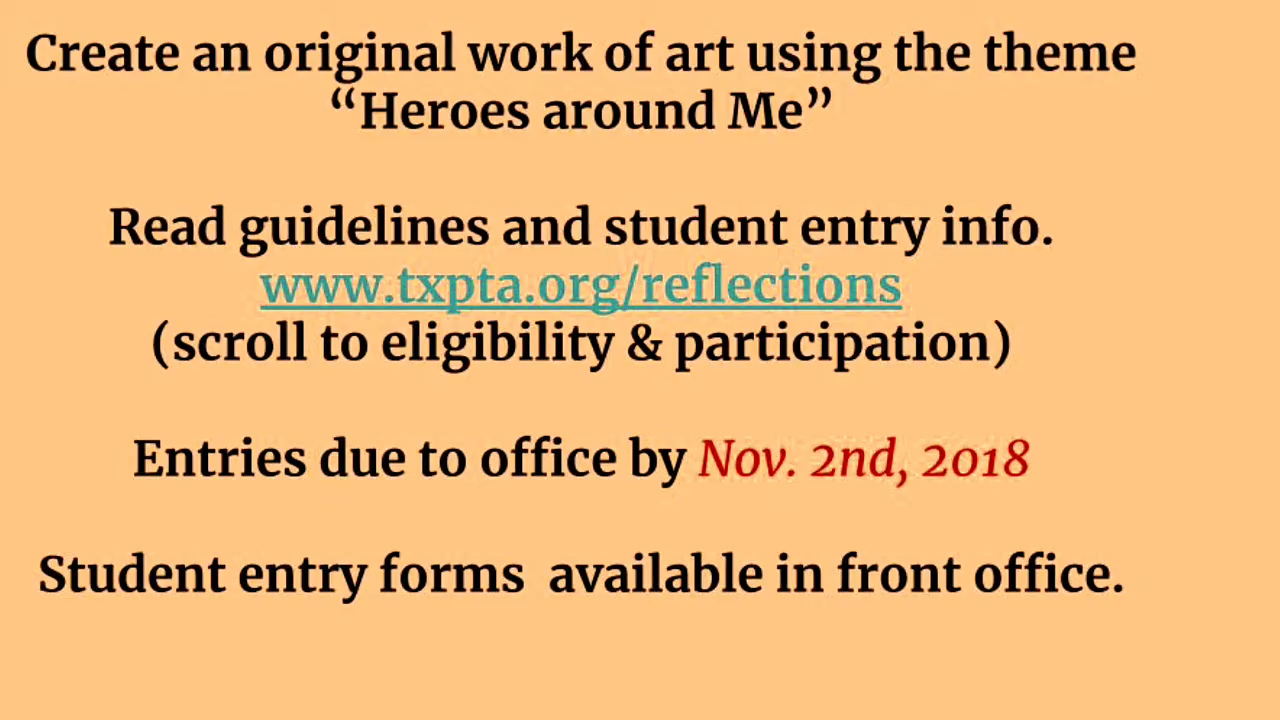 Create an original work of art using the theme
“Heroes around Me”
Read guidelines and student entry info.
www.txpta.org/reflections
(scroll to eligibility & participation)
Entries due to office by Nov. 2nd, 2018
Student entry forms  available in front office.